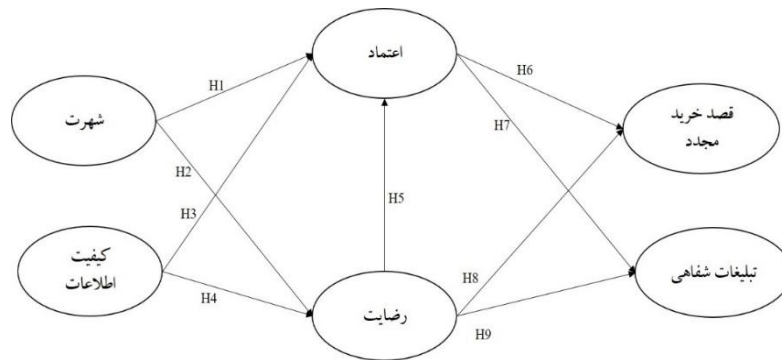 اعتماد
H1
H6
شهرت
قصد خرید
مجدد
H7
H2
H3
H5
کیفیت
اطلاعات
H4
H8
تبلیغات شفاهی
رضایت
H9